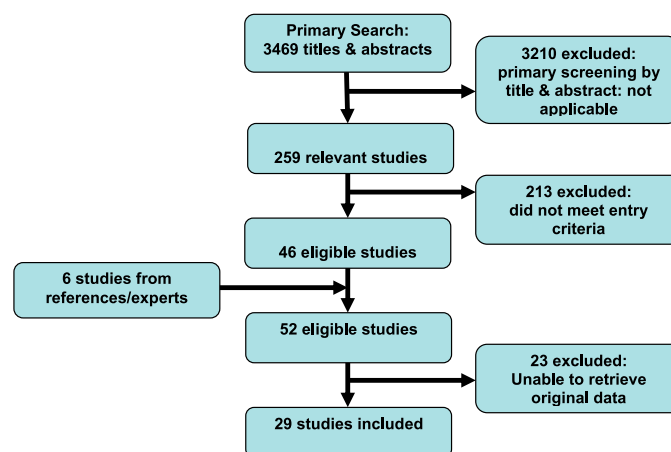 Primary Search:
3469 titles & abstracts
3210 excluded:
primary screening by
title & abstract: not
applicable
259 relevant studies
213 excluded:
did not meet entry
criteria
46 eligible studies
6 studies from
references/experts
52 eligible studies
23 excluded:
Unable to retrieve
original data
29 studies included